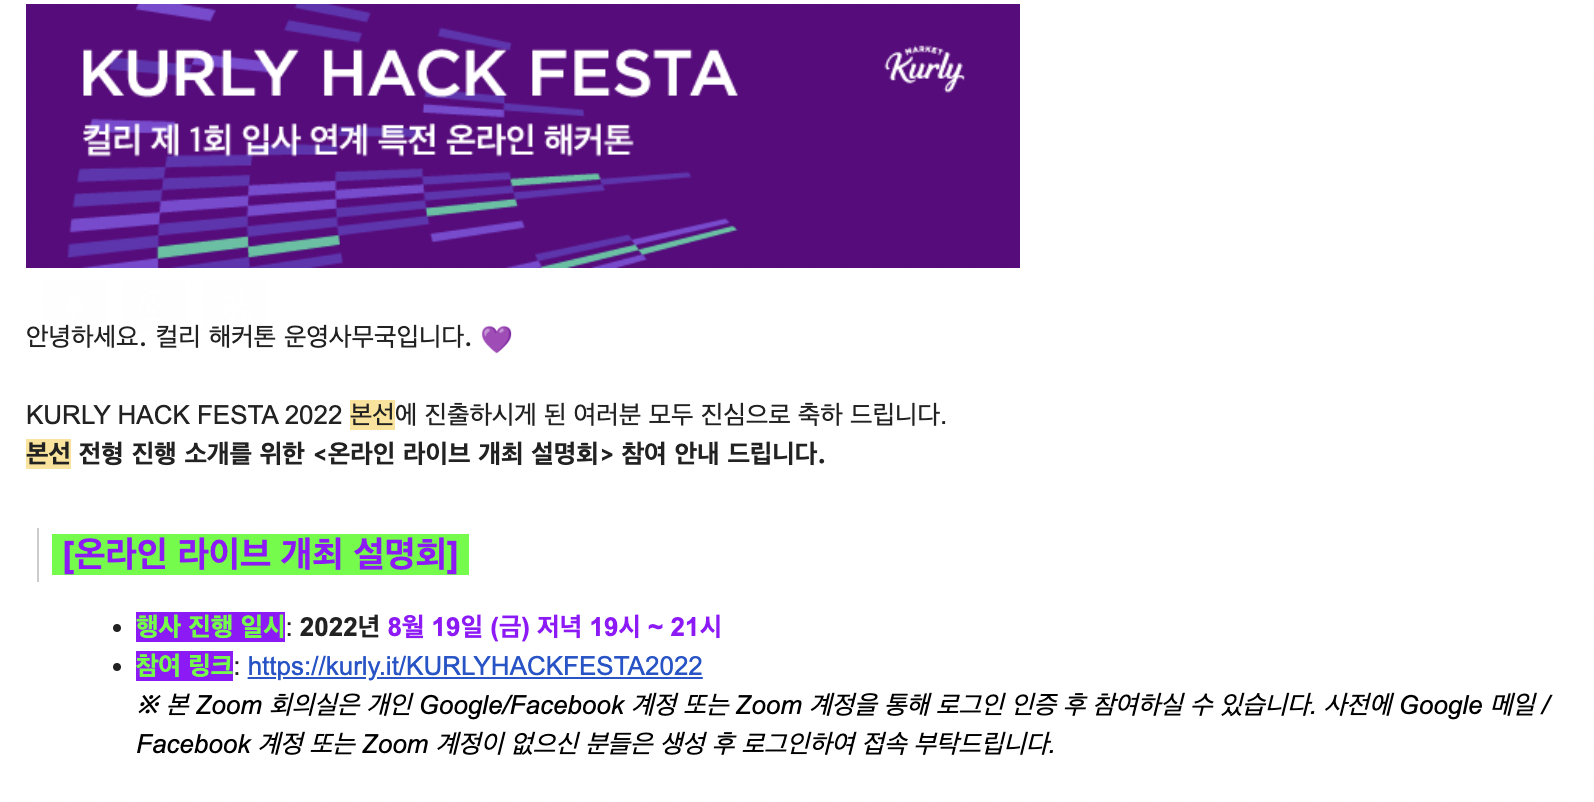 KURLY HACK FESTA
MARKET
Kurly
컬리 제 1회 입사 연계 특전 온라인 해커톤
안녕하세요. 컬리 해커톤 운영사무국입니다. 💜
KURLY HACK FESTA 2022 본선에 진출하시게 된 여러분 모두 진심으로 축하 드립니다.
본선 전형 진행 소개를 위한 <온라인 라이브 개최 설명회> 참여 안내 드립니다.
[온라인 라이브 개최 설명회]
• 행사 진행 일시: 2022년 8월 19일 (금) 저녁 19시 ~ 21시
• 참여 링크: https://kurly.it/KURLYHACKFESTA2022
※ 본 Zoom 회의실은 개인 Google/Facebook 계정 또는 Zoom 계정을 통해 로그인 인증 후 참여하실 수 있습니다. 사전에 Google 메일 /
Facebook 계정 또는 Zoom 계정이 없으신 분들은 생성 후 로그인하여 접속 부탁드립니다.